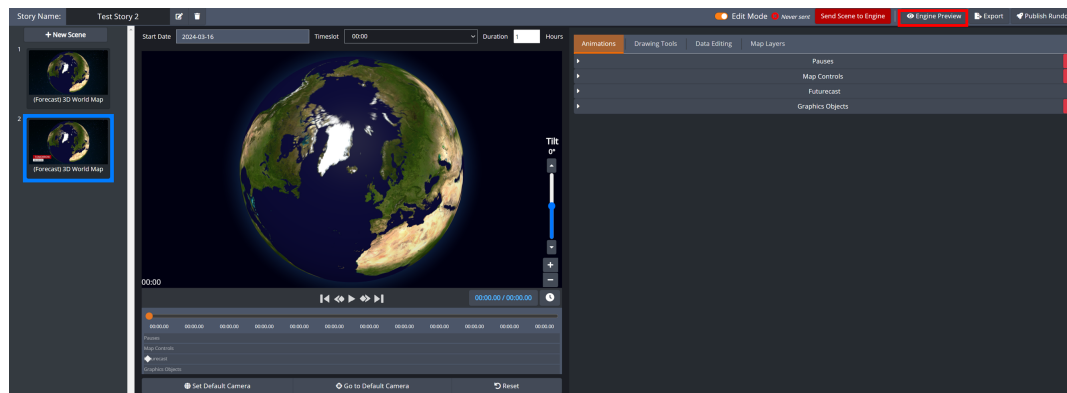 Story Name: Test Story 2 Edit Mode Never sent Send Scene to Engine Engine Preview Export Publish Rundo
+ New Scene
1
(Forecast) 3D World Map
2
(Forecast) 3D World Map
Start Date 2024-03-16 Timeslot 00:00 Duration 1 Hours
Tilt
0°
+
−
00:00
00:00.00 / 00:00.00
00:00.00 00:00.00 00:00.00 00:00.00 00:00.00 00:00.00 00:00.00 00:00.00 00:00.00 00:00.00 00:00.00 00:00.00
Pauses
Map Controls
Futurecast
Graphics Objects
Set Default Camera Go to Default Camera Reset
Animations Drawing Tools Data Editing Map Layers
Pauses
Map Controls
Futurecast
Graphics Objects